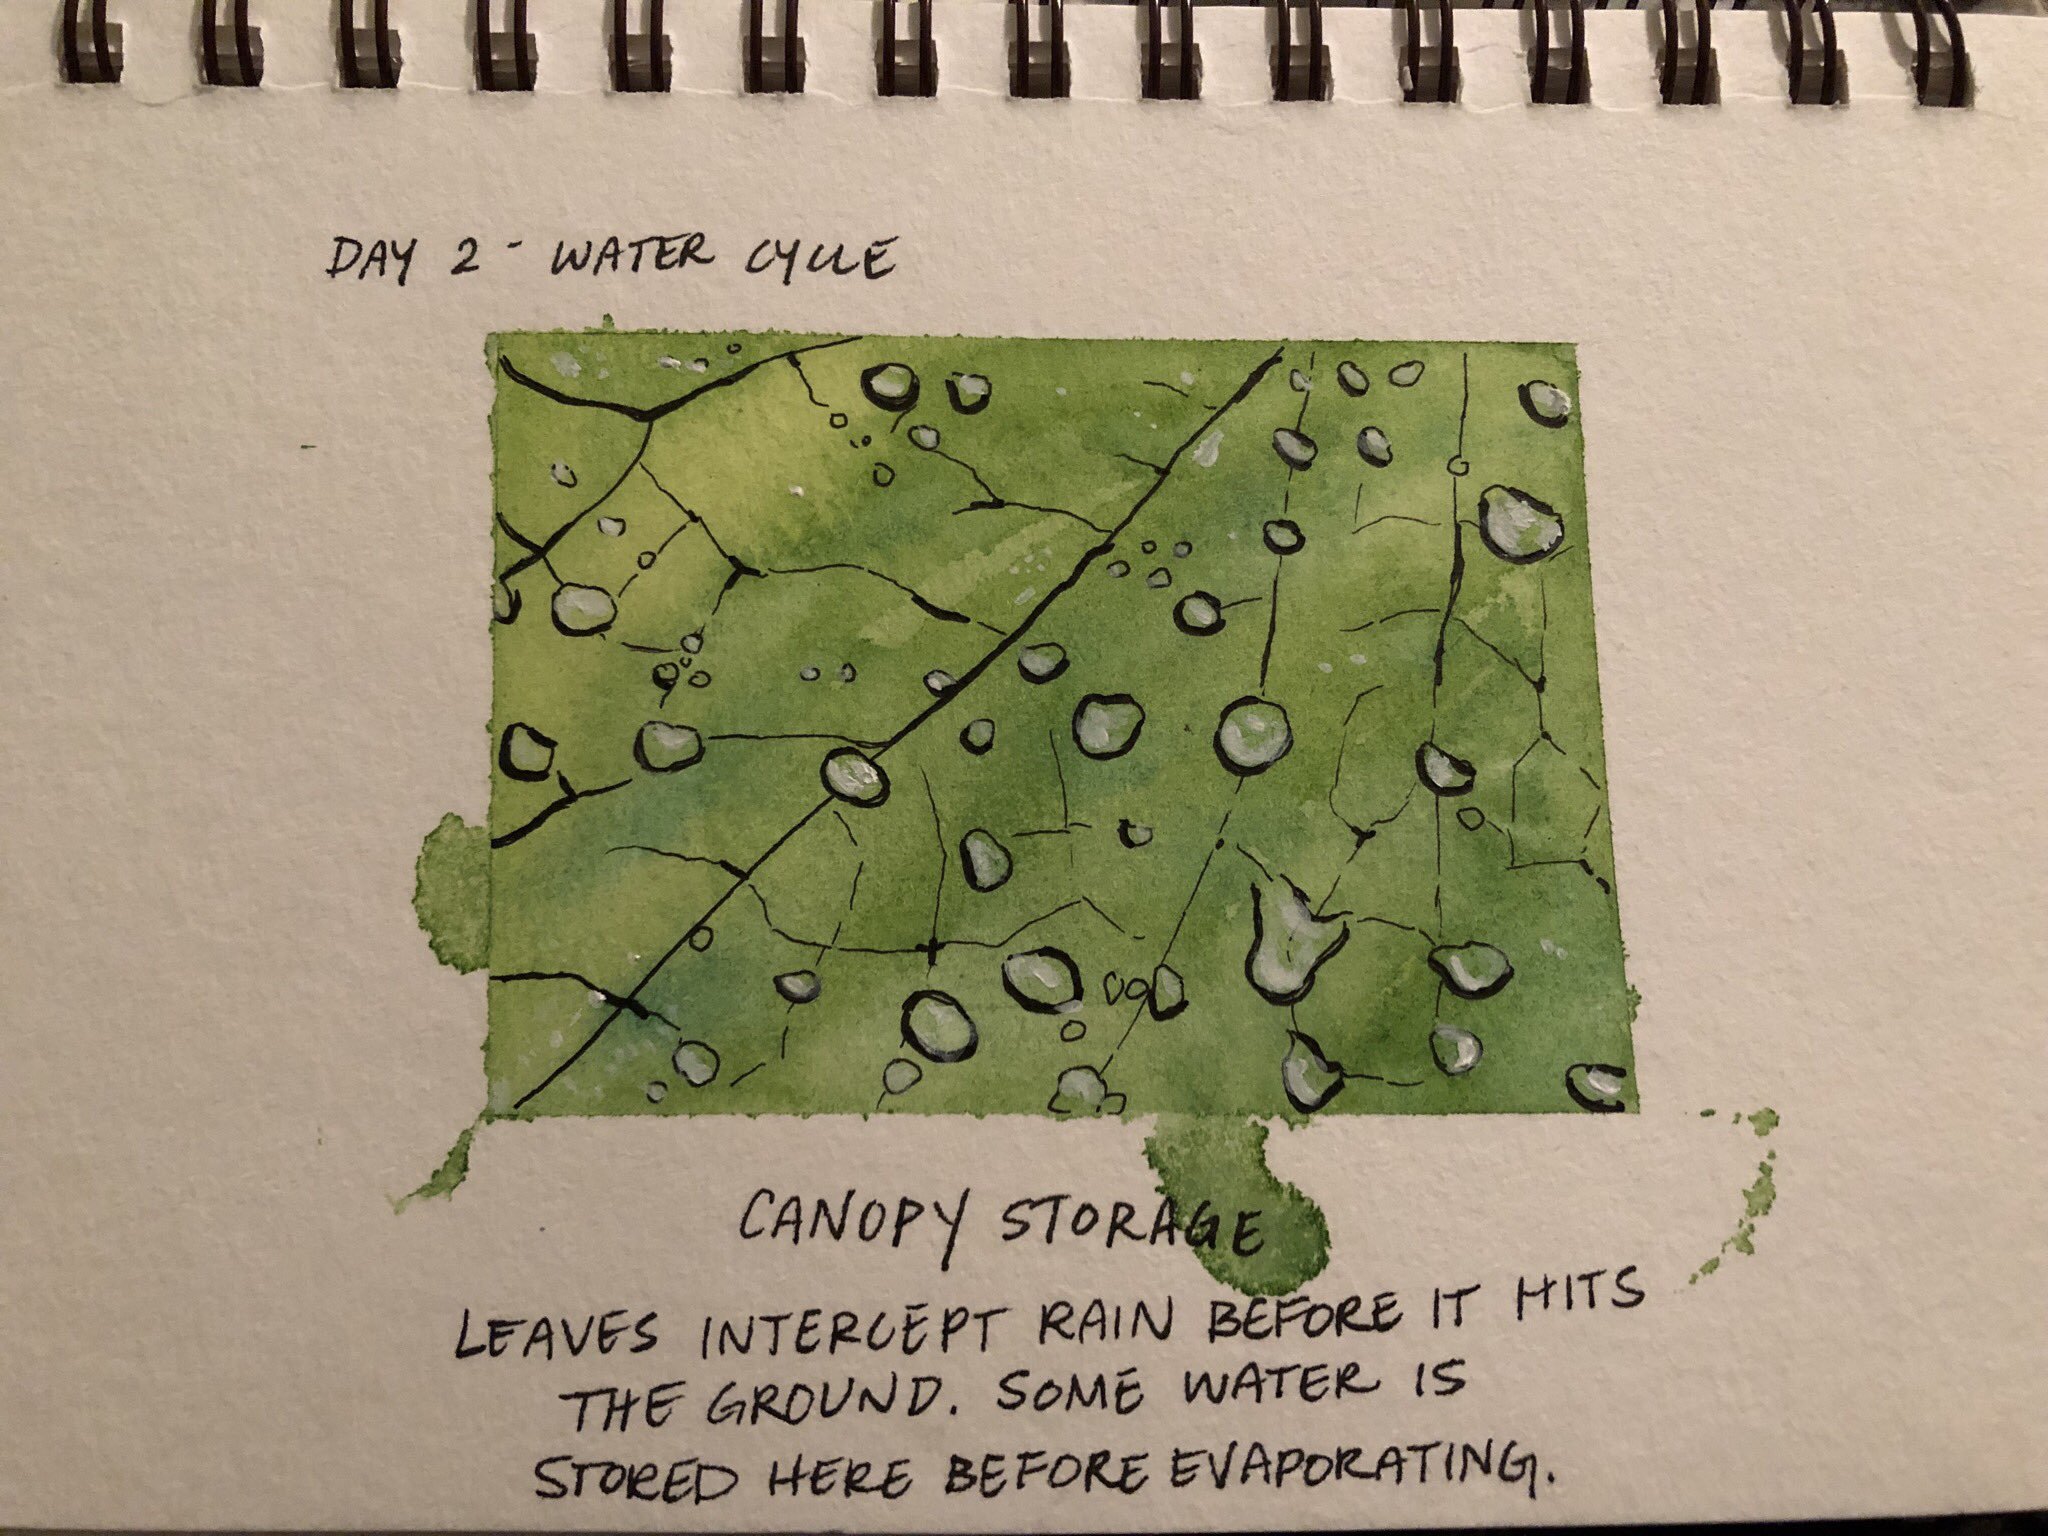 DAY 2 - WATER CYCLE
CANOPY STORAGE
LEAVES INTERCEPT RAIN BEFORE IT HITS
THE GROUND. SOME WATER IS
STORED HERE BEFORE EVAPORATING.